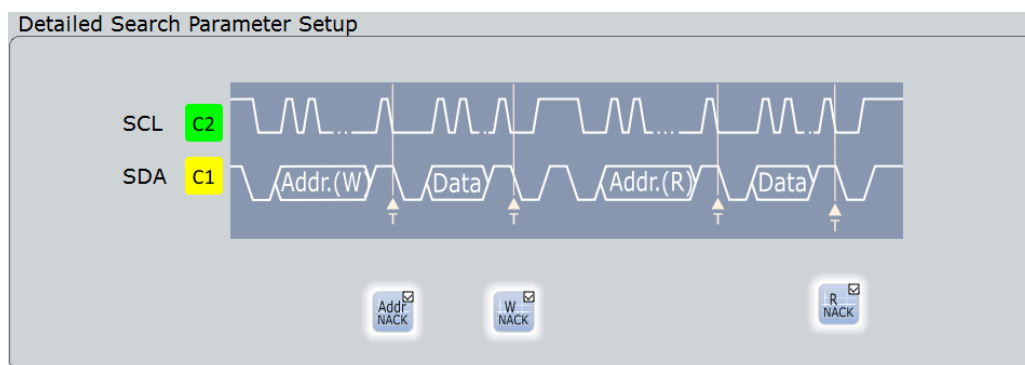 Detailed Search Parameter Setup
SCL C2
SDA C1 Addr.(W) Data Addr.(R) Data
T T T T
Addr NACK W NACK R NACK